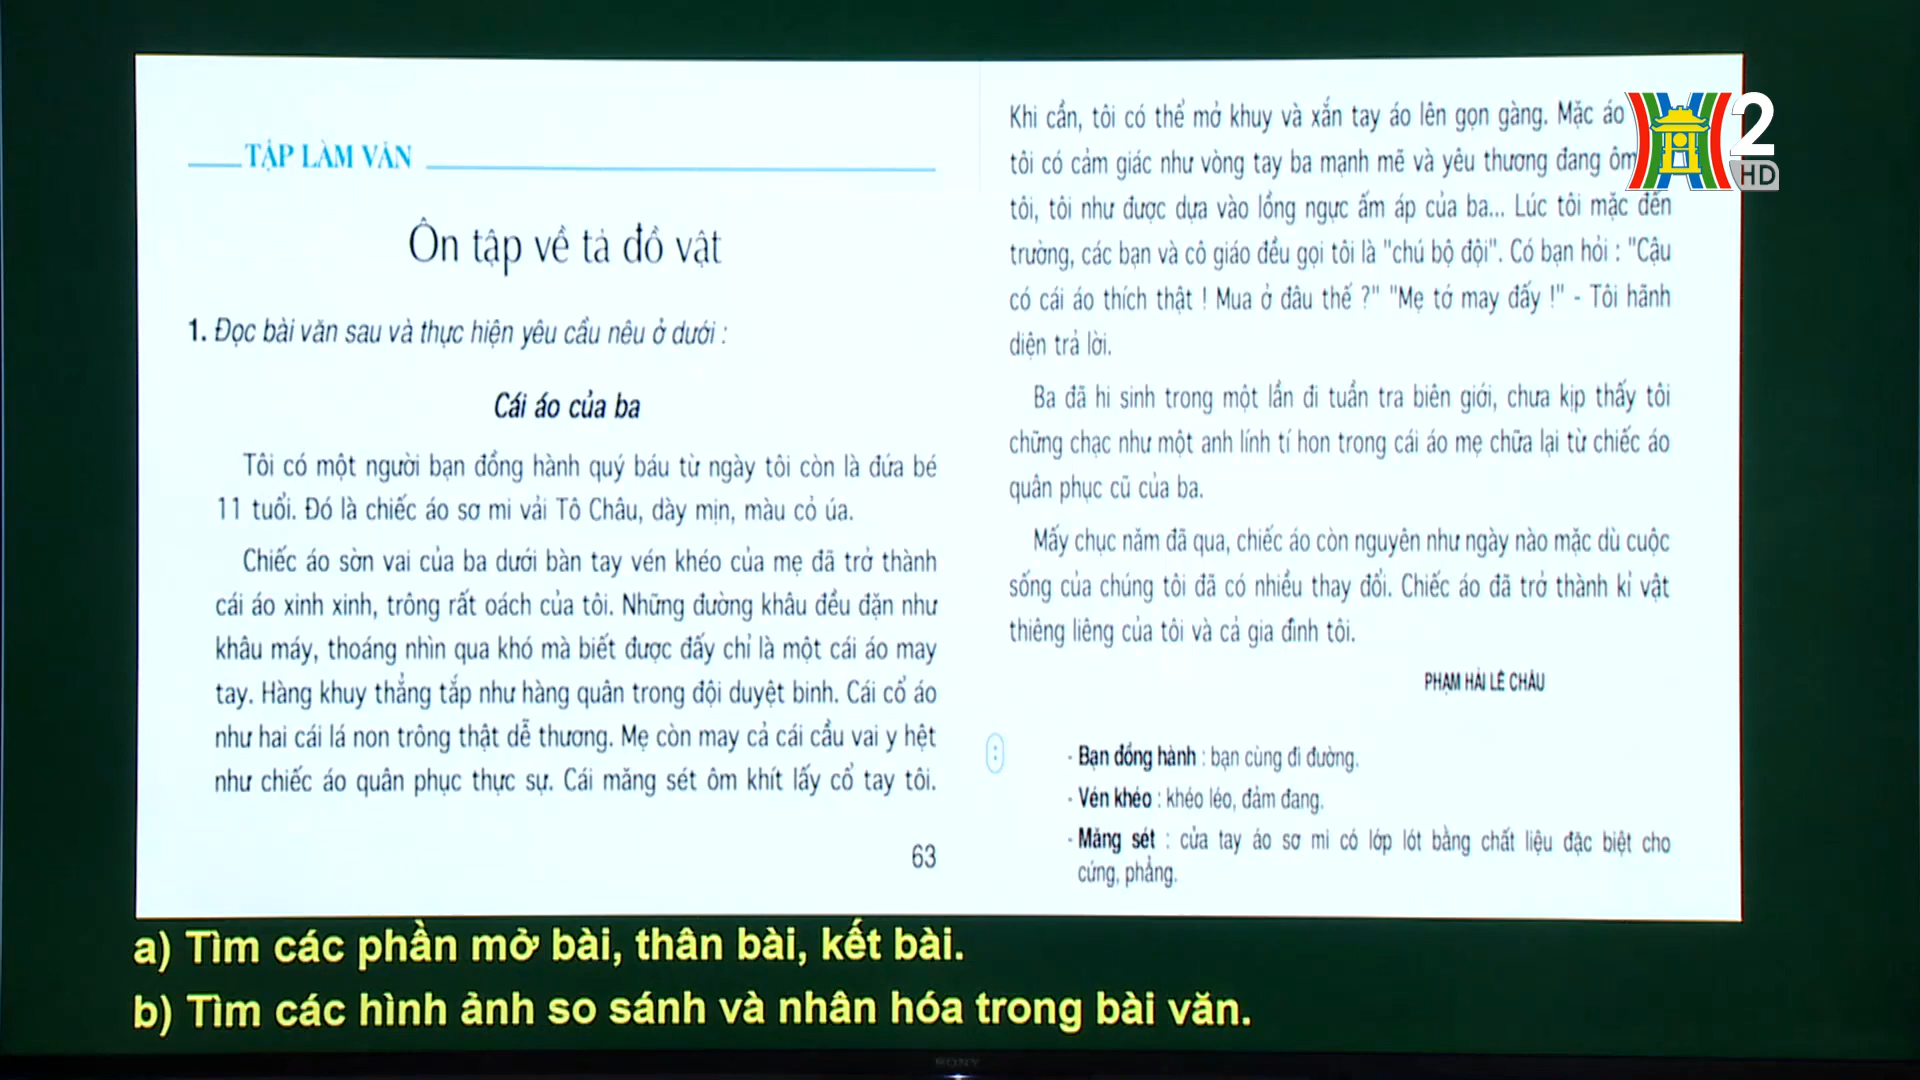 TẬP LÀM VĂN
Ôn tập về tả đồ vật
1. Đọc bài văn sau và thực hiện yêu cầu nêu ở dưới :
Cái áo của ba
Tôi có một người bạn đồng hành quý báu từ ngày tôi còn là đứa bé
11 tuổi. Đó là chiếc áo sơ mi vải Tô Châu, dày mịn, màu cỏ úa.
Chiếc áo sờn vai của ba dưới bàn tay vén khéo của mẹ đã trở thành
cái áo xinh xinh, trông rất oách của tôi. Những đường khâu đều đặn như
khâu máy, thoáng nhìn qua khó mà biết được đấy chỉ là một cái áo may
tay. Hàng khuy thẳng tắp như hàng quân trong đội duyệt binh. Cái cổ áo
như hai cái lá non trông thật dễ thương. Mẹ còn may cả cái cầu vai y hệt
như chiếc áo quân phục thực sự. Cái măng sét ôm khít lấy cổ tay tôi.
63
Khi cần, tôi có thể mở khuy và xắn tay áo lên gọn gàng. Mặc áo
tôi có cảm giác như vòng tay ba mạnh mẽ và yêu thương đang ôm
tôi, tôi như được dựa vào lồng ngực ấm áp của ba... Lúc tôi mặc đến
trường, các bạn và cô giáo đều gọi tôi là "chú bộ đội". Có bạn hỏi : "Cậu
có cái áo thích thật ! Mua ở đâu thế ?" "Mẹ tớ may đấy !" - Tôi hãnh
diện trả lời.
Ba đã hi sinh trong một lần đi tuần tra biên giới, chưa kịp thấy tôi
chững chạc như một anh lính tí hon trong cái áo mẹ chữa lại từ chiếc áo
quân phục cũ của ba.
Mấy chục năm đã qua, chiếc áo còn nguyên như ngày nào mặc dù cuộc
sống của chúng tôi đã có nhiều thay đổi. Chiếc áo đã trở thành kỉ vật
thiêng liêng của tôi và cả gia đình tôi.
PHẠM HẢI LÊ CHÂU
- Bạn đồng hành : bạn cùng đi đường.
- Vén khéo : khéo léo, đảm đang.
- Măng sét : cửa tay áo sơ mi có lớp lót bằng chất liệu đặc biệt cho
cứng, phẳng.
a) Tìm các phần mở bài, thân bài, kết bài.
b) Tìm các hình ảnh so sánh và nhân hóa trong bài văn.
2
HD
SONY